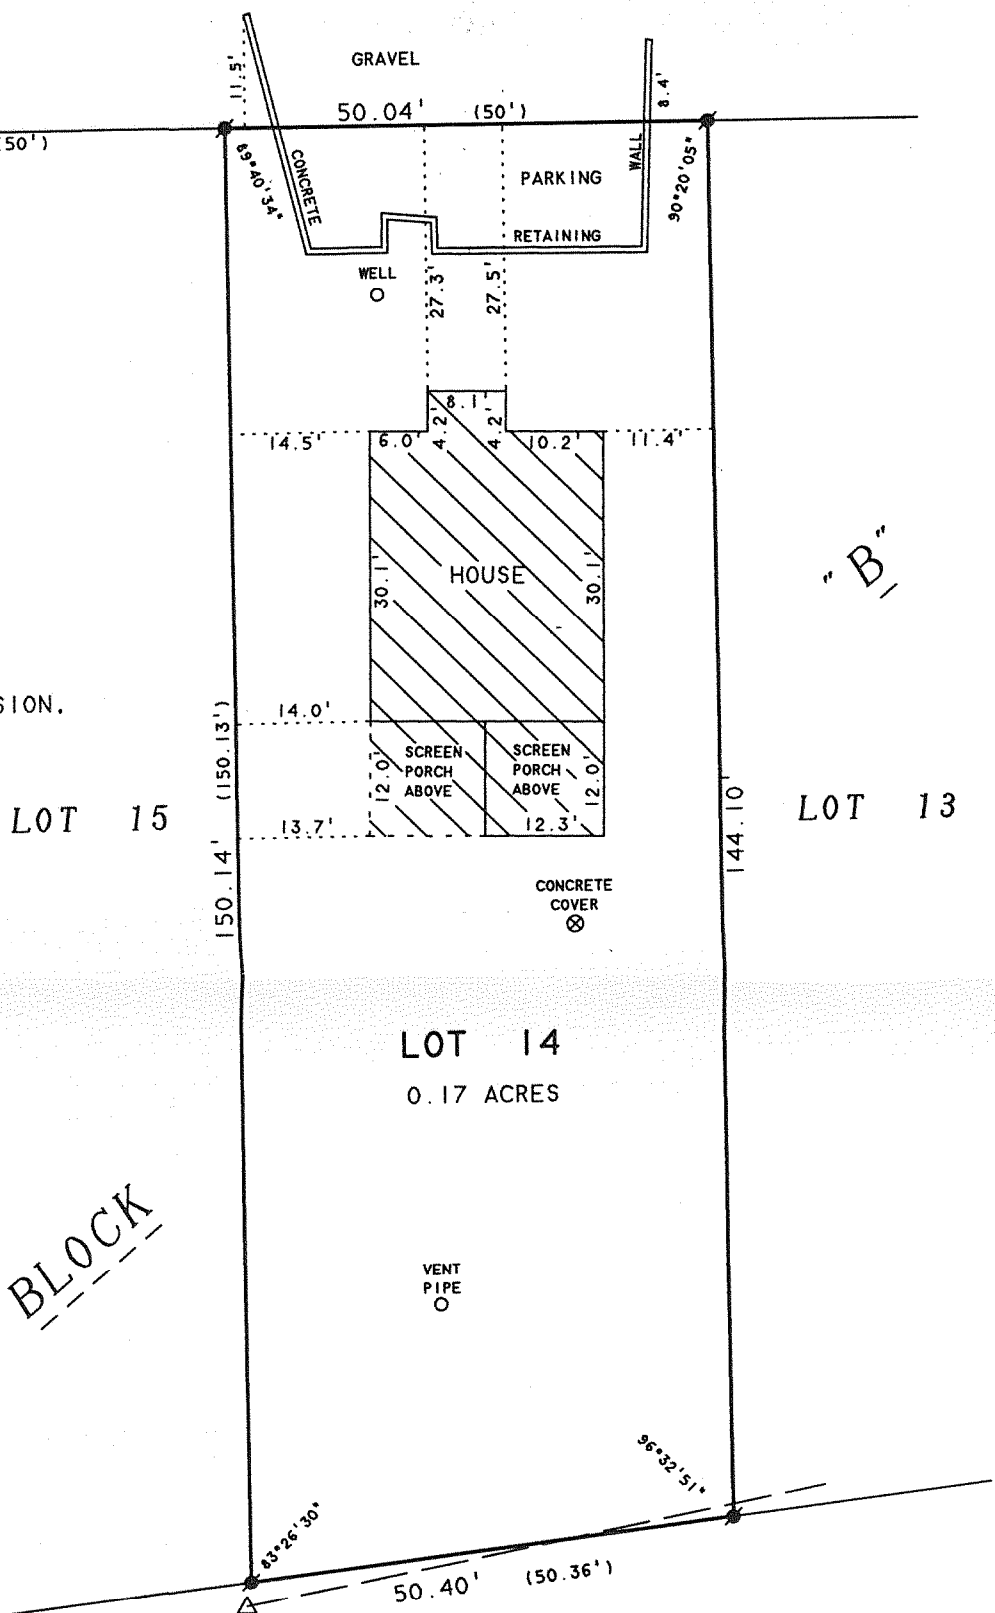 GRAVEL
11.5'
8.4'
50.04' (50')
(50')
89°40'34"
CONCRETE
PARKING
WALL
90°20'05"
RETAINING
WELL
27.3'
27.5'
8.1'
14.5'
6.0'
4.2'
4.2'
10.2'
11.4'
HOUSE
30.1'
30.1'
"B"
SION.
14.0'
(150.13')
12.0'
SCREEN
PORCH
ABOVE
SCREEN
PORCH
ABOVE
12.0'
LOT 15
LOT 13
13.7'
12.3'
150.14'
144.10'
CONCRETE
COVER
LOT 14
0.17 ACRES
BLOCK
VENT
PIPE
96°32'51"
83°26'30"
50.40' (50.36')